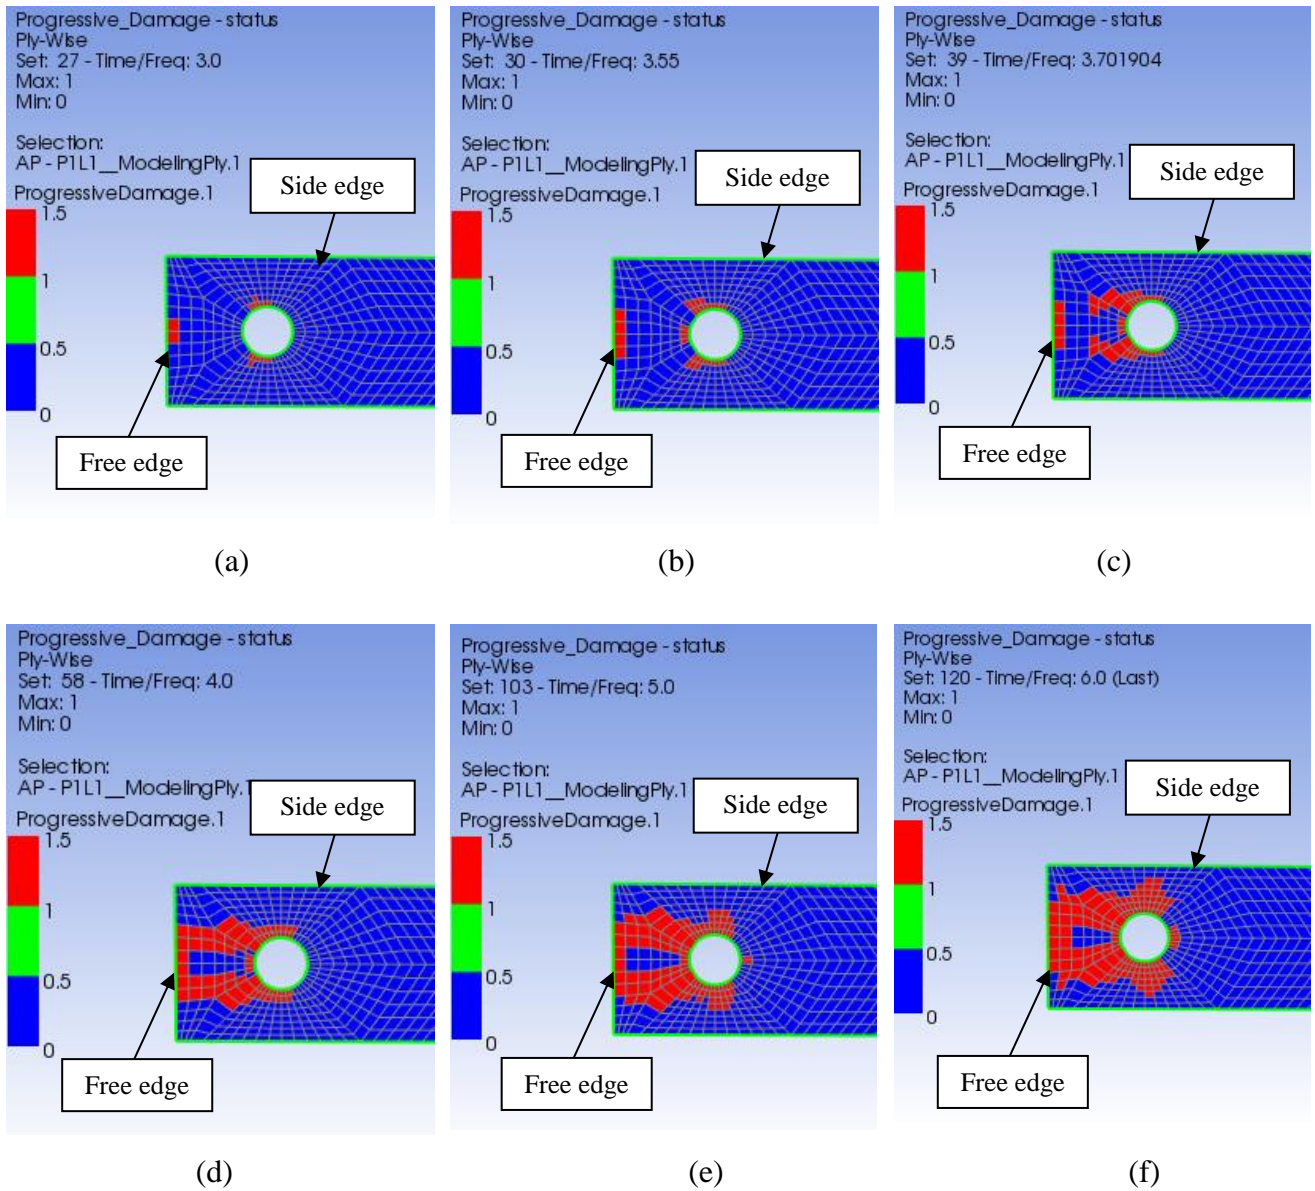 Progressive_Damage - status
Ply-Wise
Set: 27 - Time/Freq: 3.0
Max: 1
Min: 0
Selection:
AP - P1L1__ModelingPly.1
ProgressiveDamage.1
Side edge
1.5
1
0.5
0
Free edge
(a)
Progressive_Damage - status
Ply-Wise
Set: 30 - Time/Freq: 3.55
Max: 1
Min: 0
Selection:
AP - P1L1__ModelingPly.1
ProgressiveDamage.1
Side edge
1.5
1
0.5
0
Free edge
(b)
Progressive_Damage - status
Ply-Wise
Set: 39 - Time/Freq: 3.701904
Max: 1
Min: 0
Selection:
AP - P1L1__ModelingPly.1
ProgressiveDamage.1
Side edge
1.5
1
0.5
0
Free edge
(c)
Progressive_Damage - status
Ply-Wise
Set: 58 - Time/Freq: 4.0
Max: 1
Min: 0
Selection:
AP - P1L1__ModelingPly.1
ProgressiveDamage.1
Side edge
1.5
1
0.5
0
Free edge
(d)
Progressive_Damage - status
Ply-Wise
Set: 103 - Time/Freq: 5.0
Max: 1
Min: 0
Selection:
AP - P1L1__ModelingPly.1
ProgressiveDamage.1
Side edge
1.5
1
0.5
0
Free edge
(e)
Progressive_Damage - status
Ply-Wise
Set: 120 - Time/Freq: 6.0 (Last)
Max: 1
Min: 0
Selection:
AP - P1L1__ModelingPly.1
ProgressiveDamage.1
Side edge
1.5
1
0.5
0
Free edge
(f)